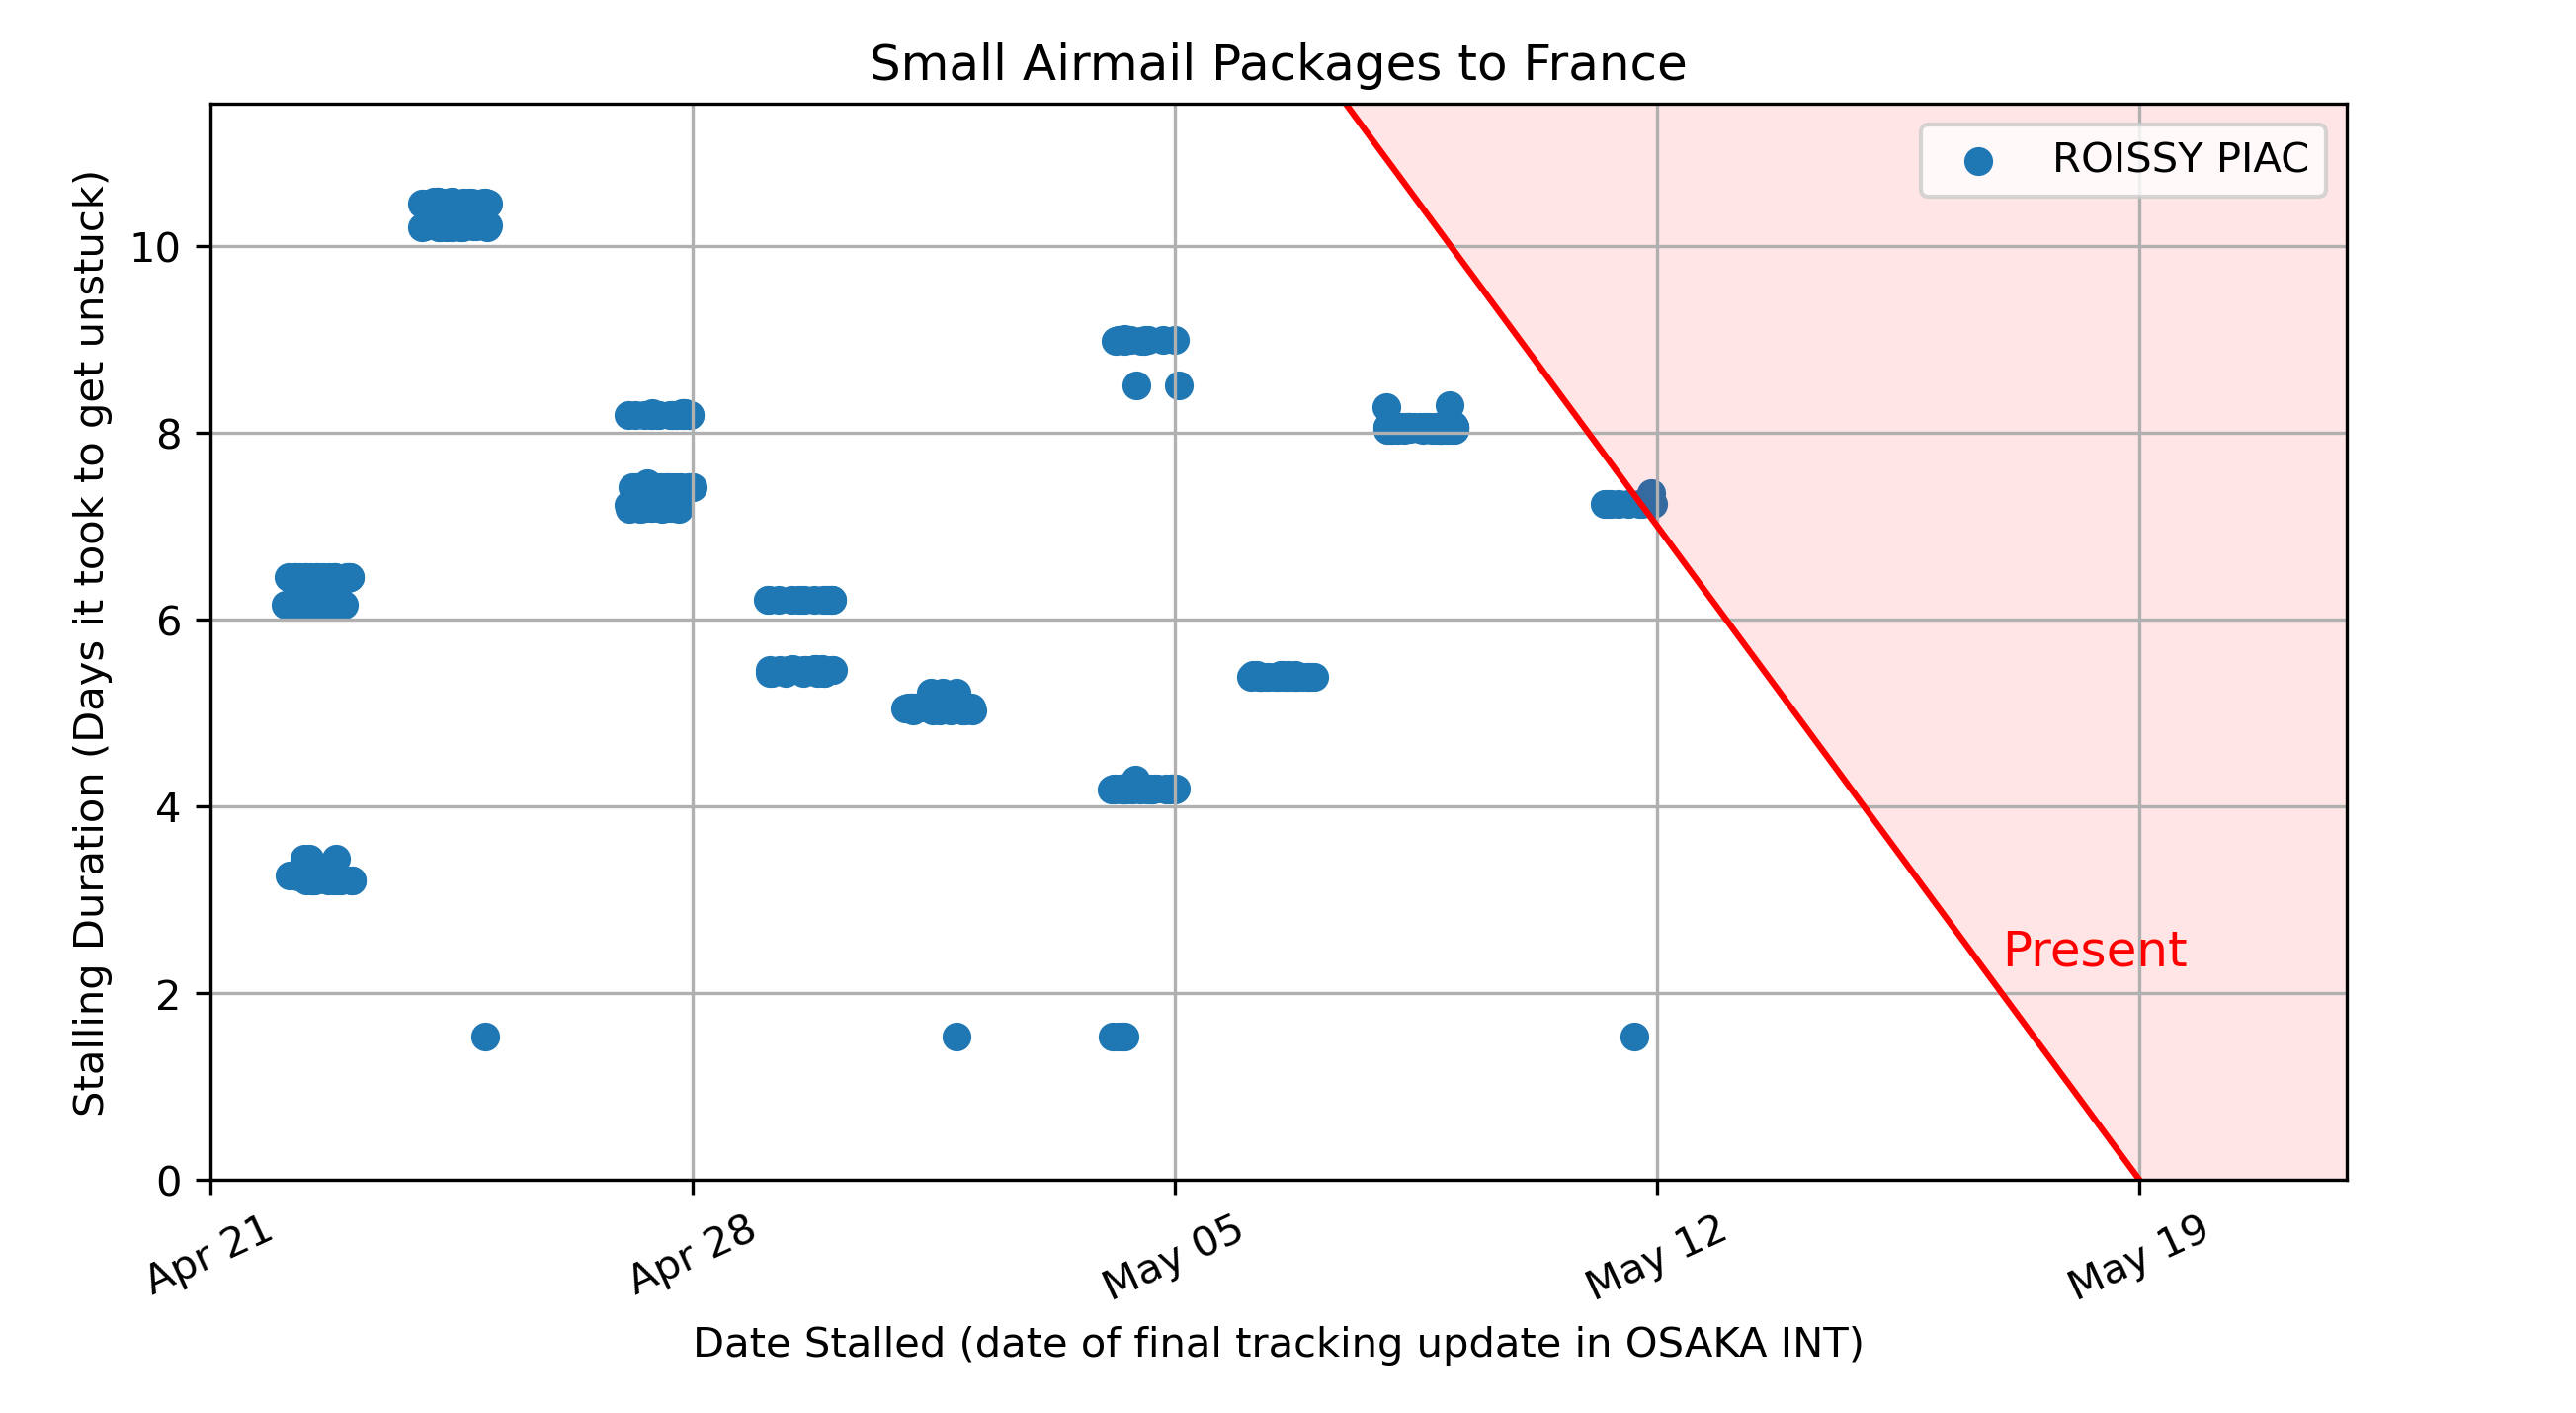 Small Airmail Packages to France
ROISSY PIAC
Stalling Duration (Days it took to get unstuck)
10
8
6
4
2
0
Present
Apr 21
Apr 28
May 05
May 12
May 19
Date Stalled (date of final tracking update in OSAKA INT)